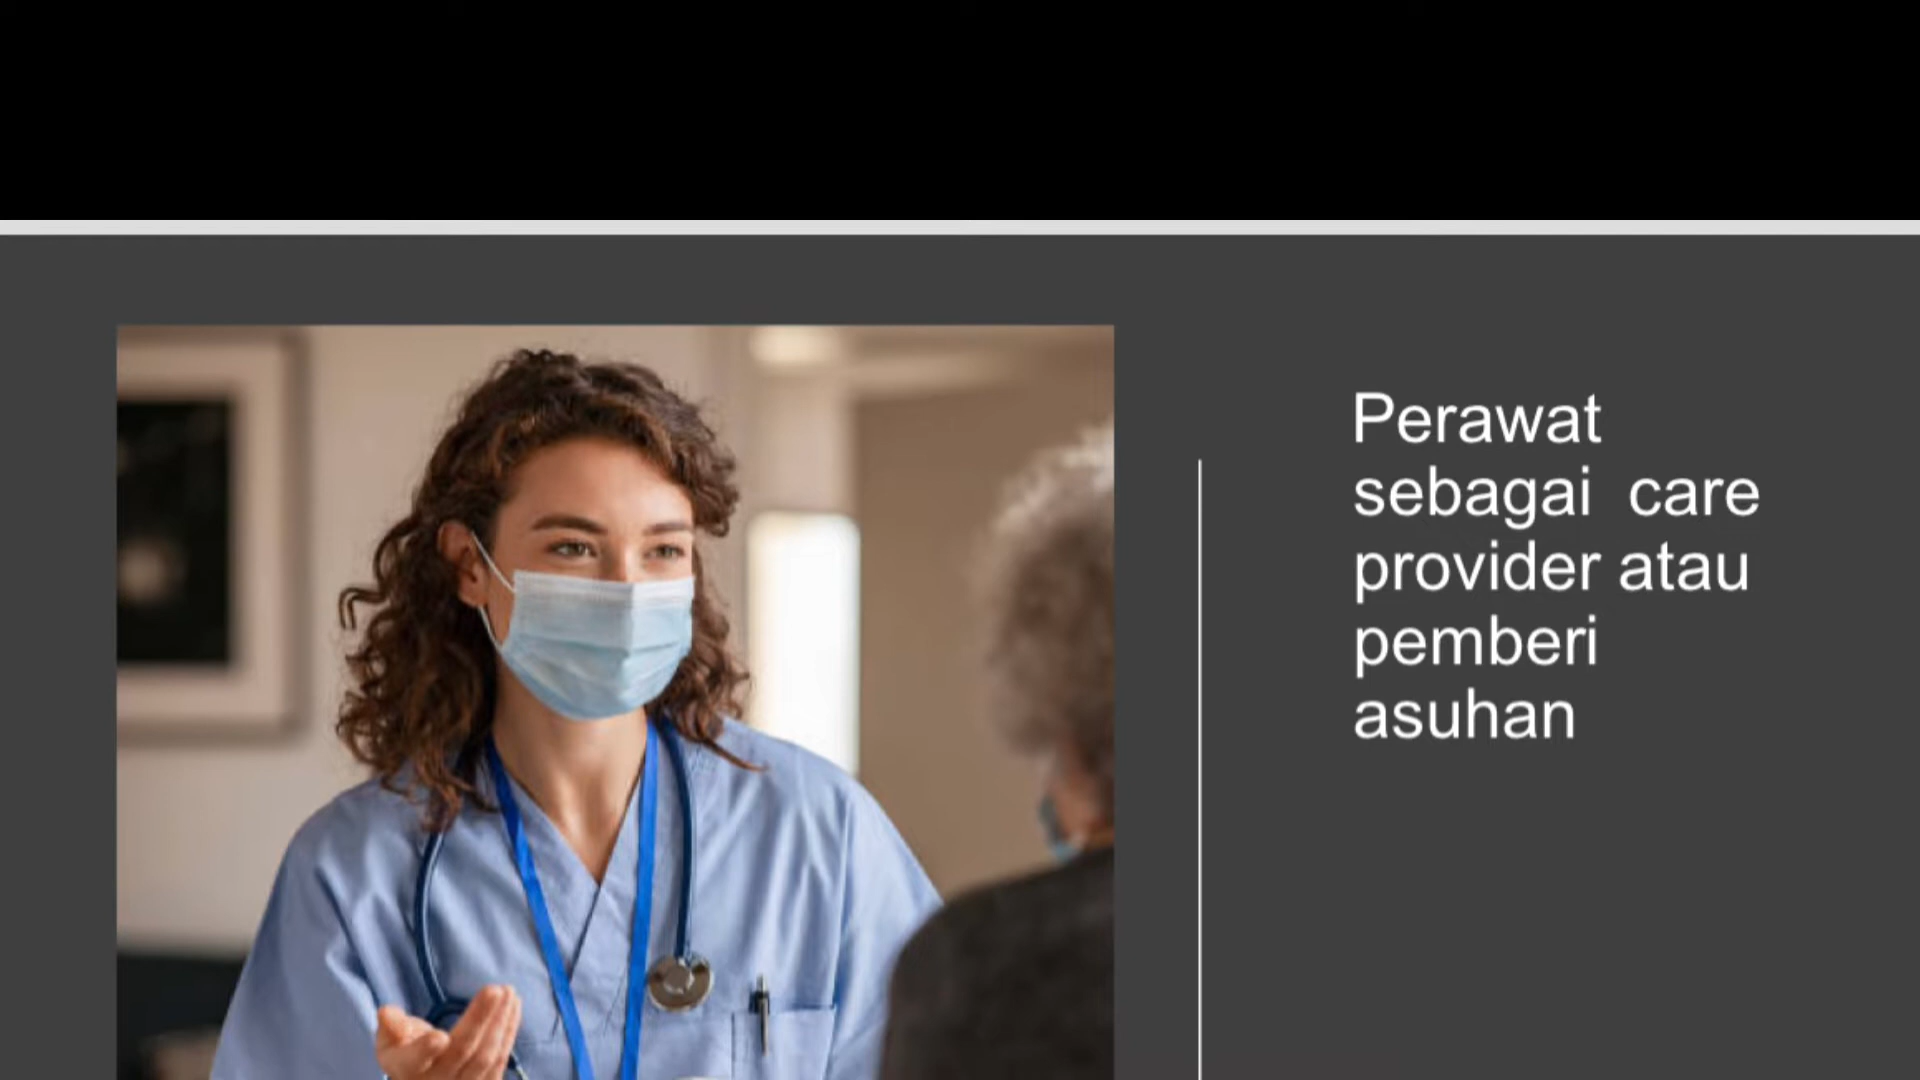 Perawat
sebagai  care
provider atau
pemberi
asuhan